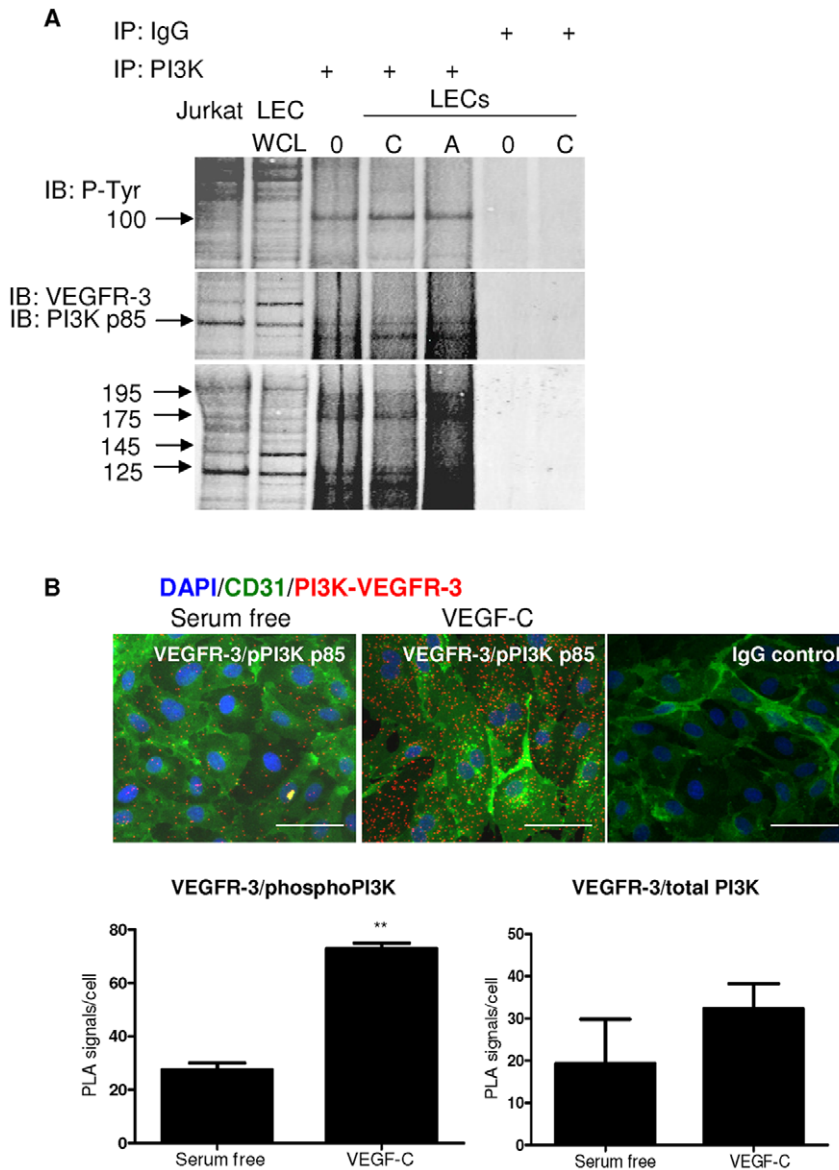 A
IP: IgG + +
IP: PI3K + + +
Jurkat LEC LECs
WCL 0 C A 0 C
IB: P-Tyr
100
IB: VEGFR-3
IB: PI3K p85
195
175
145
125
B
DAPI/CD31/PI3K-VEGFR-3
Serum free VEGF-C
VEGFR-3/pPI3K p85 VEGFR-3/pPI3K p85 IgG control
VEGFR-3/phosphoPI3K VEGFR-3/total PI3K
PLA signals/cell
80
60
40
20
0
**
Serum free VEGF-C
PLA signals/cell
50
40
30
20
10
0
Serum free VEGF-C